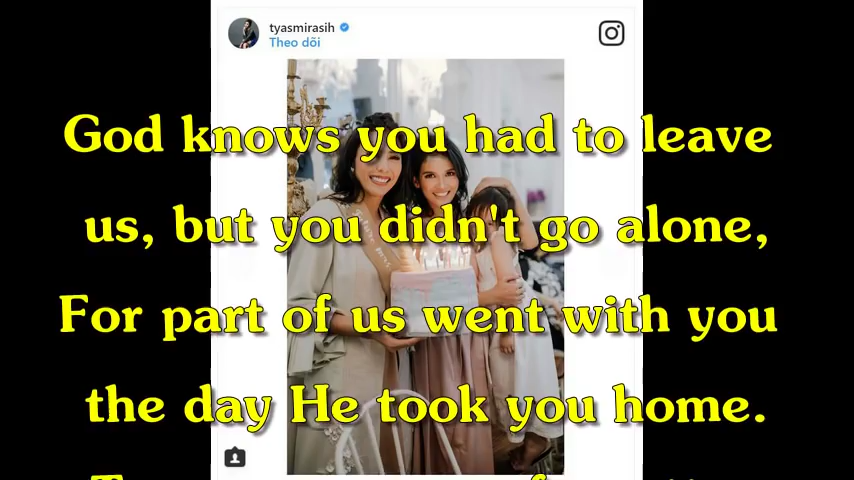 tyasmirasih
Theo dõi
God knows you had to leave
us, but you didn't go alone,
For part of us went with you
the day He took you home.